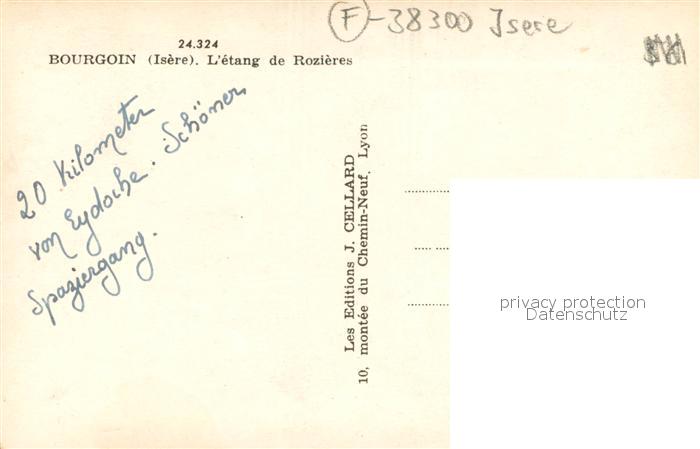 F-38300 Isere
24.324
BOURGOIN (Isère). L'étang de Rozières
20 Kilometer
von Eydoche. Schöner
Spaziergang.
Les Editions J. CELLARD
10, montée du Chemin-Neuf, Lyon
privacy protection
Datenschutz